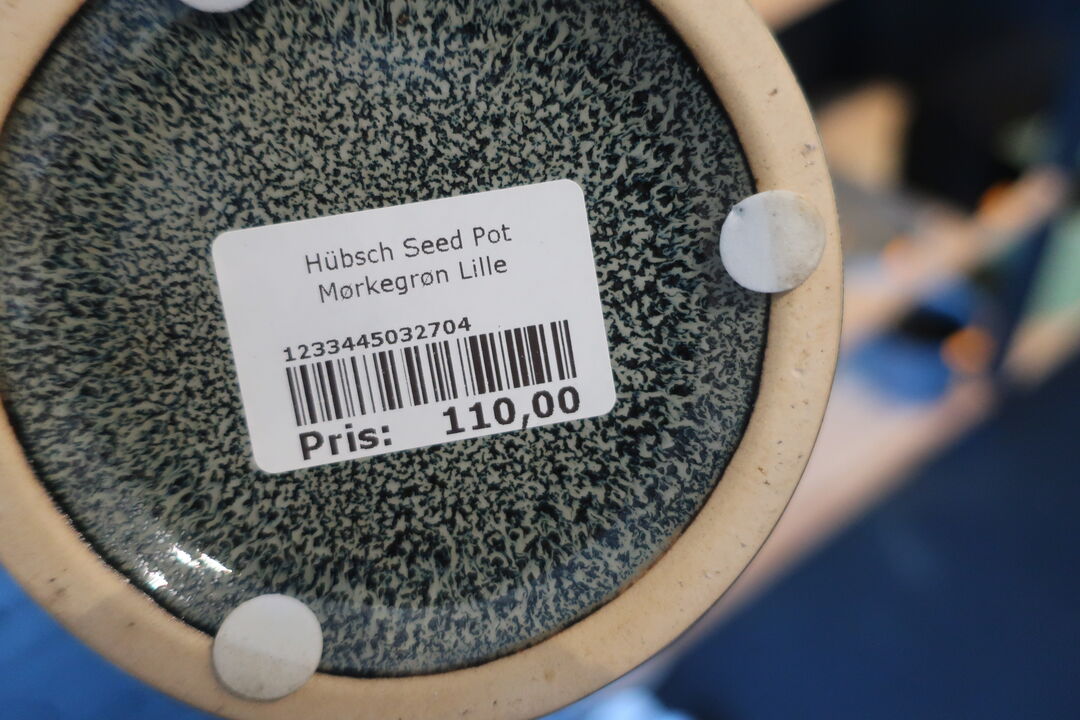 Hübsch Seed Pot
Mørkegrøn Lille
1233445032704
Pris: 110,00